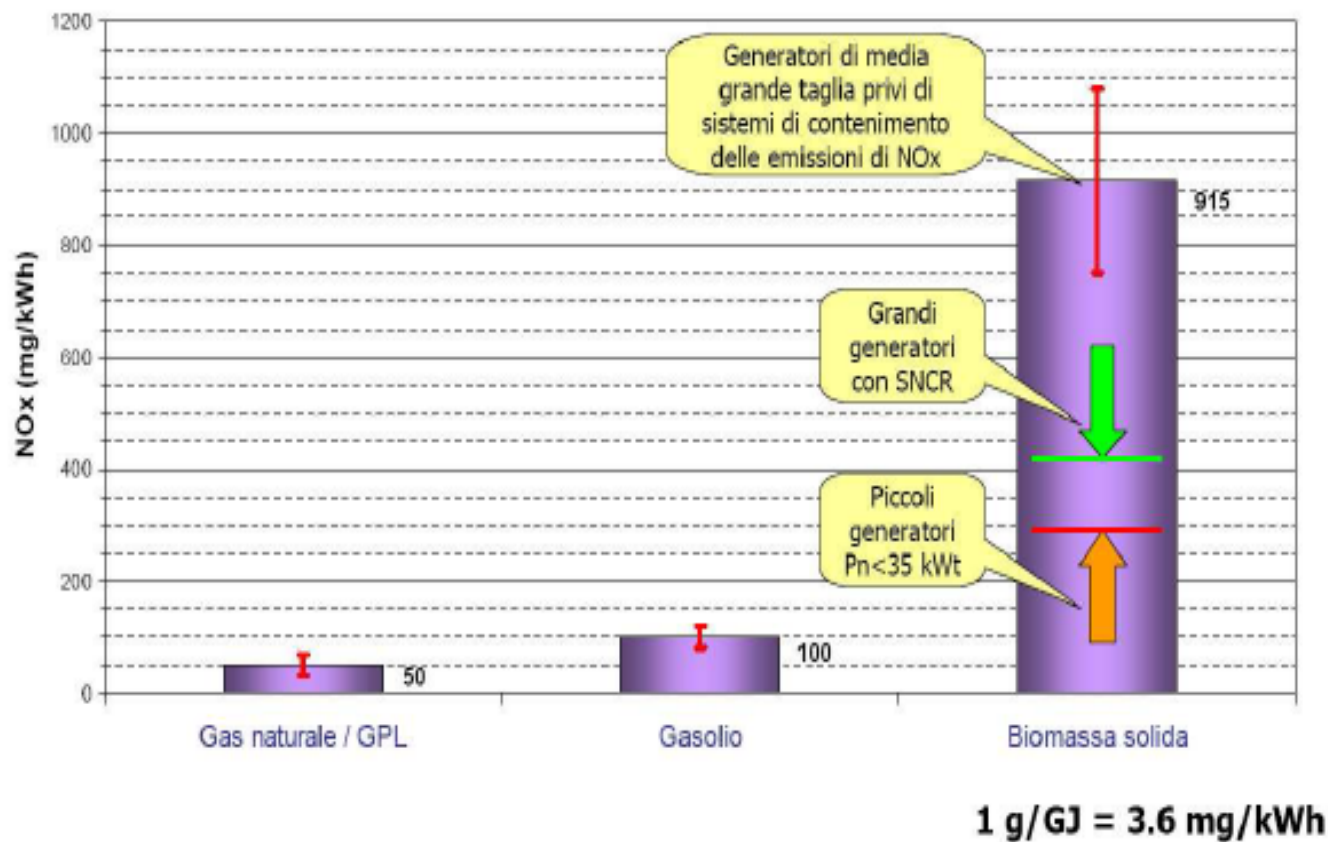 1200
1000
800
600
400
200
0
NOx (mg/kWh)
Generatori di media
grande taglia privi di
sistemi di contenimento
delle emissioni di NOx
915
Grandi
generatori
con SNCR
Piccoli
generatori
Pn<35 kWt
50
100
Gas naturale / GPL
Gasolio
Biomassa solida
1 g/GJ = 3.6 mg/kWh